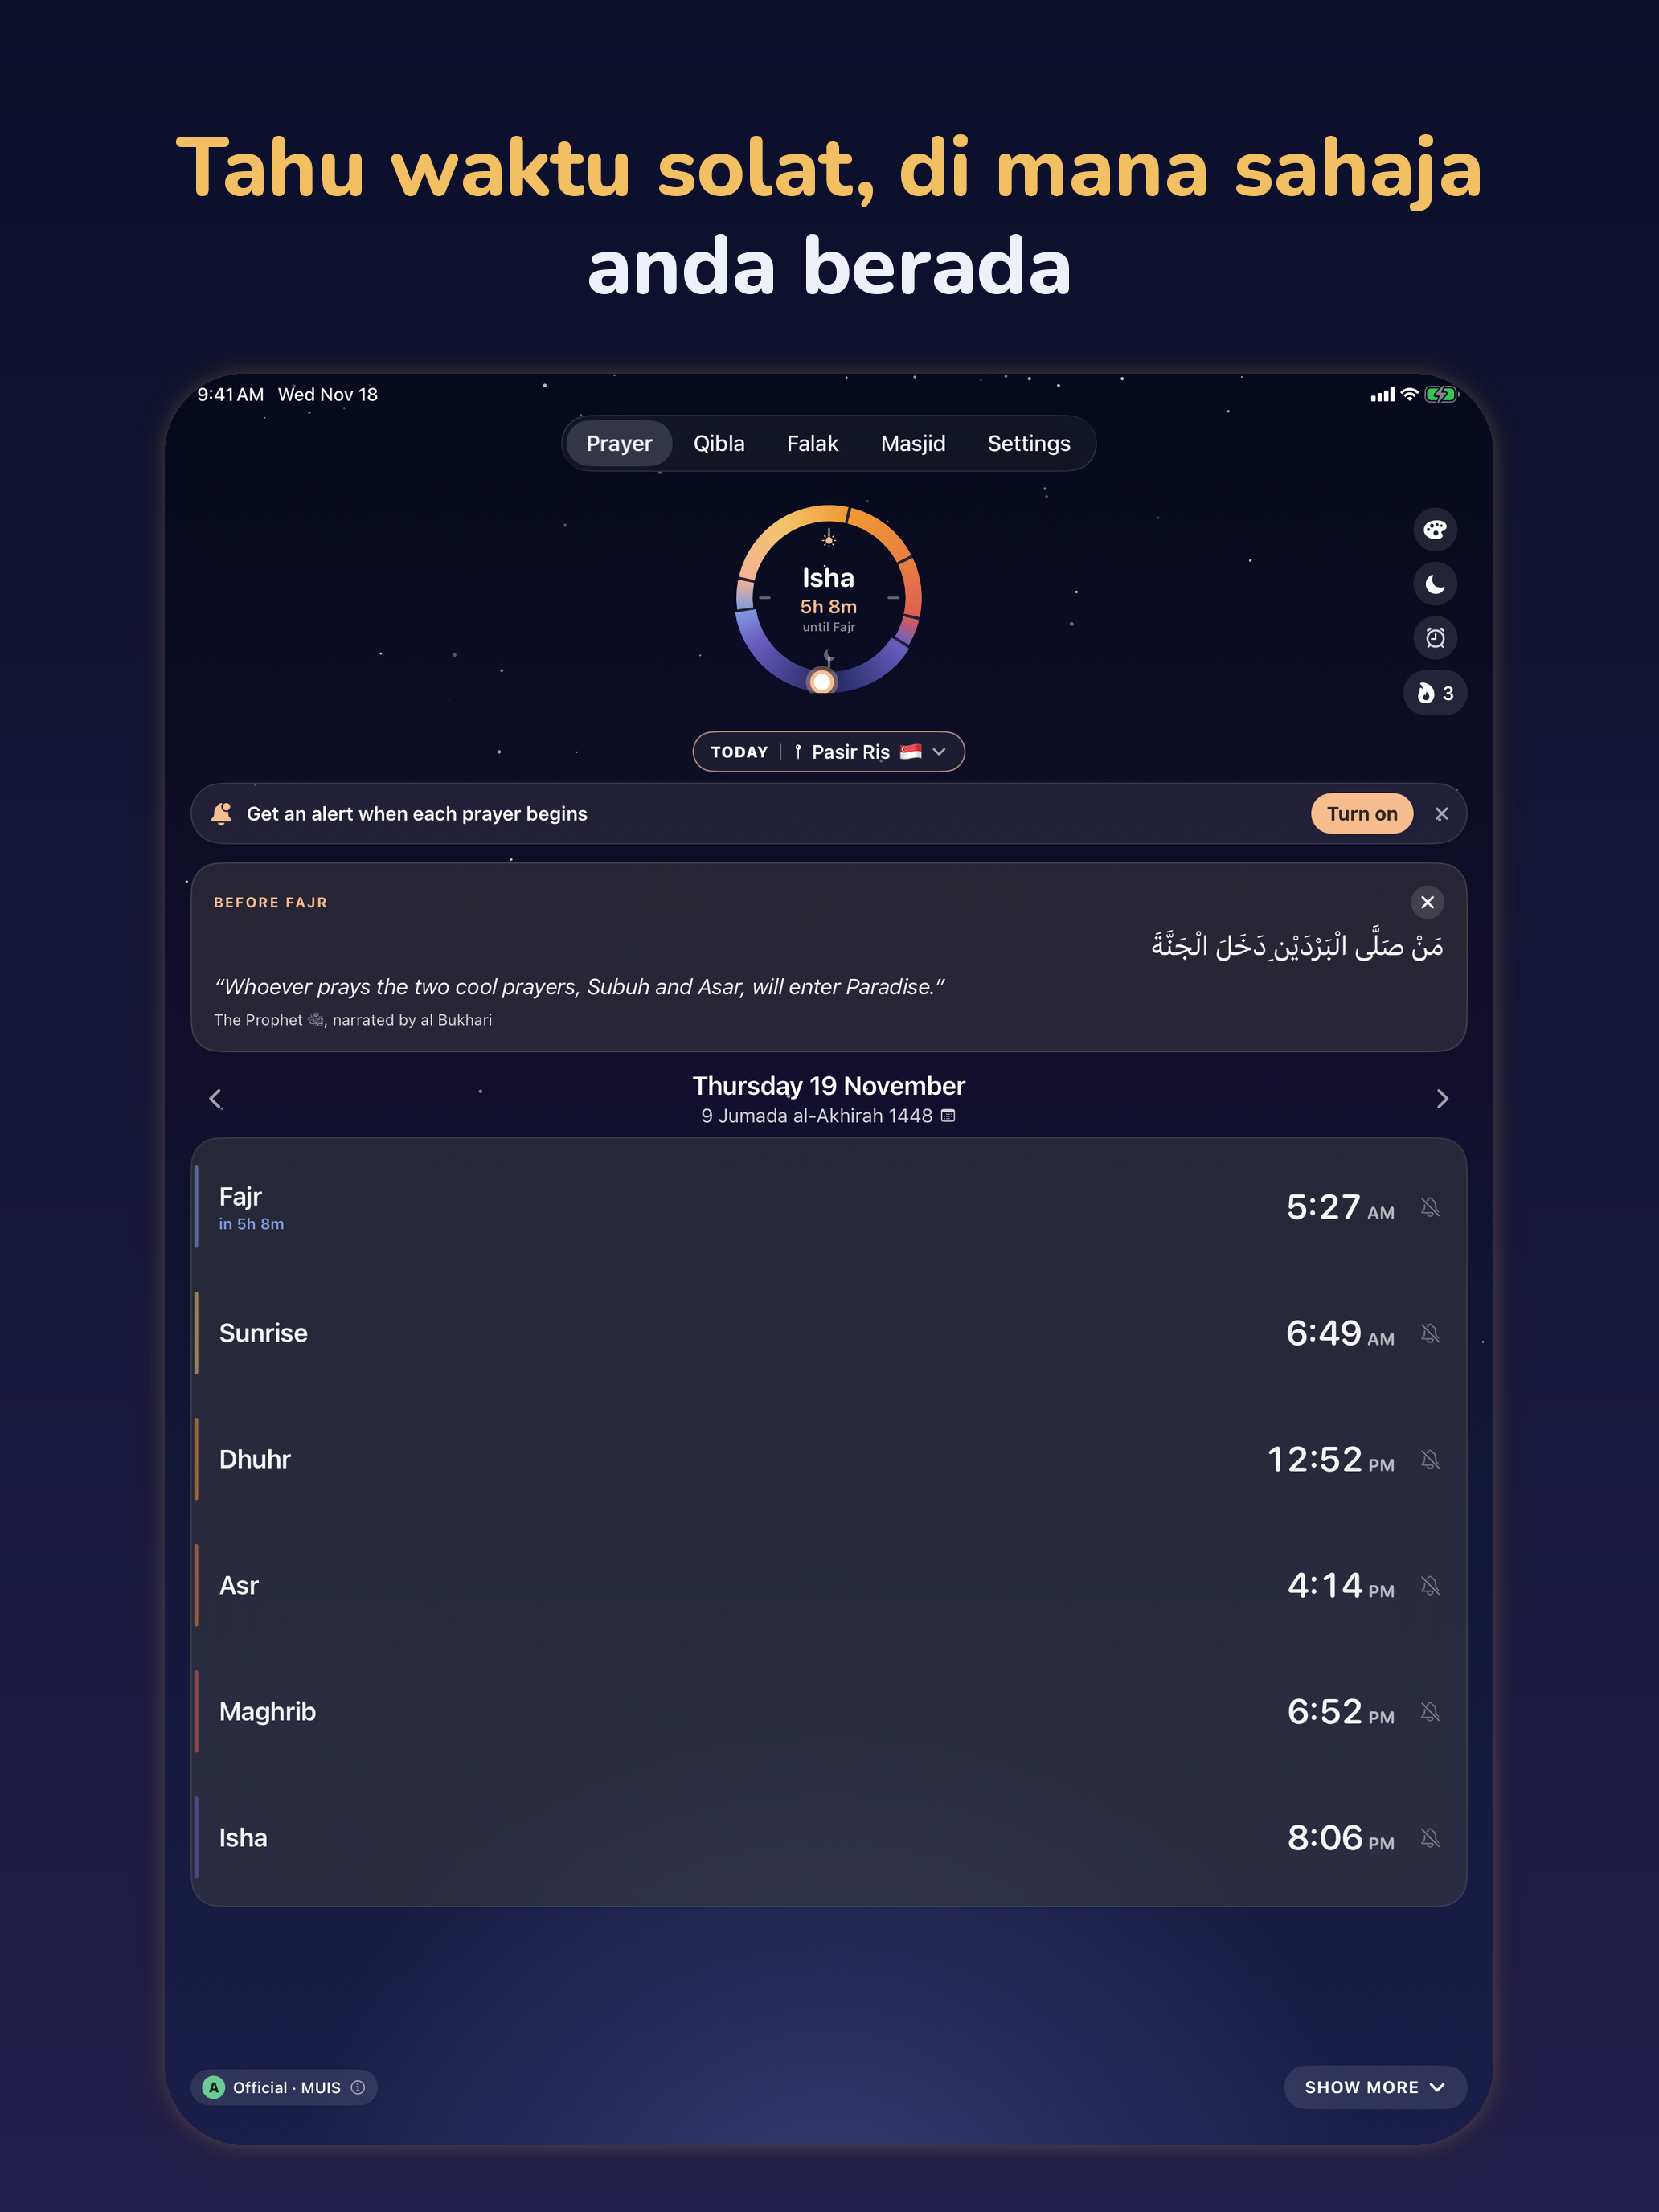 Tahu waktu solat, di mana sahaja
anda berada
9:41 AM Wed Nov 18
Prayer Qibla Falak Masjid Settings
Isha
5h 8m
until Fajr
3
TODAY | Pasir Ris
Get an alert when each prayer begins Turn on
BEFORE FAJR
مَنْ صَلَّى الْبَرْدَيْنِ دَخَلَ الْجَنَّةَ
“Whoever prays the two cool prayers, Subuh and Asar, will enter Paradise.”
The Prophet ﷺ, narrated by al Bukhari
Thursday 19 November
9 Jumada al-Akhirah 1448
Fajr 5:27 AM
in 5h 8m
Sunrise 6:49 AM
Dhuhr 12:52 PM
Asr 4:14 PM
Maghrib 6:52 PM
Isha 8:06 PM
A Official · MUIS
SHOW MORE